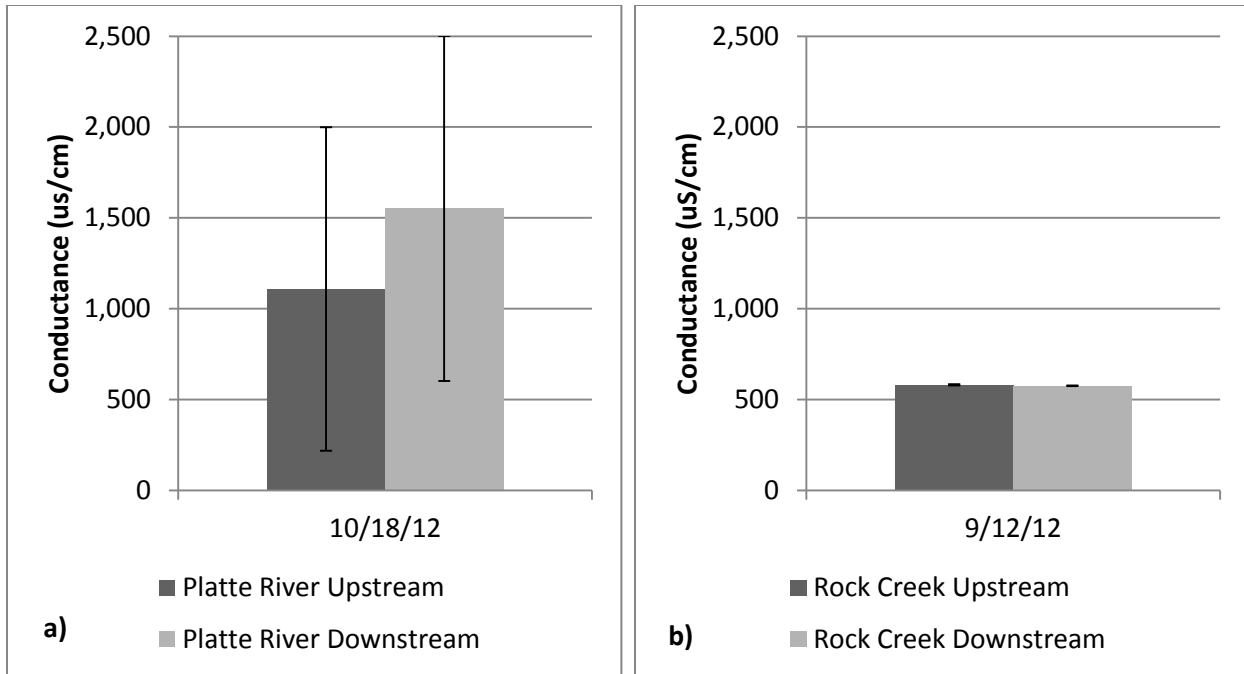 2,500
2,000
1,500
1,000
500
0
Conductance (us/cm)
10/18/12
Platte River Upstream
Platte River Downstream
a)
2,500
2,000
1,500
1,000
500
0
Conductance (uS/cm)
9/12/12
Rock Creek Upstream
Rock Creek Downstream
b)